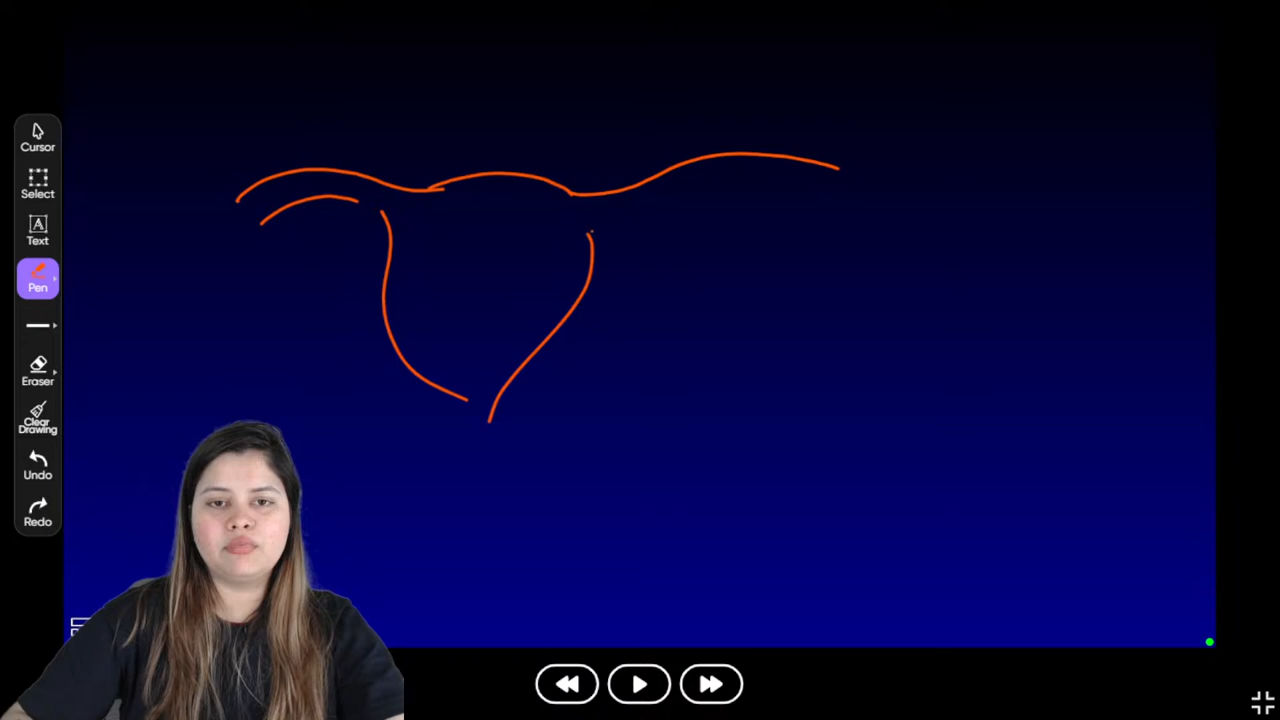 Cursor
Select
Text
Pen
Eraser
Clear
Drawing
Undo
Redo